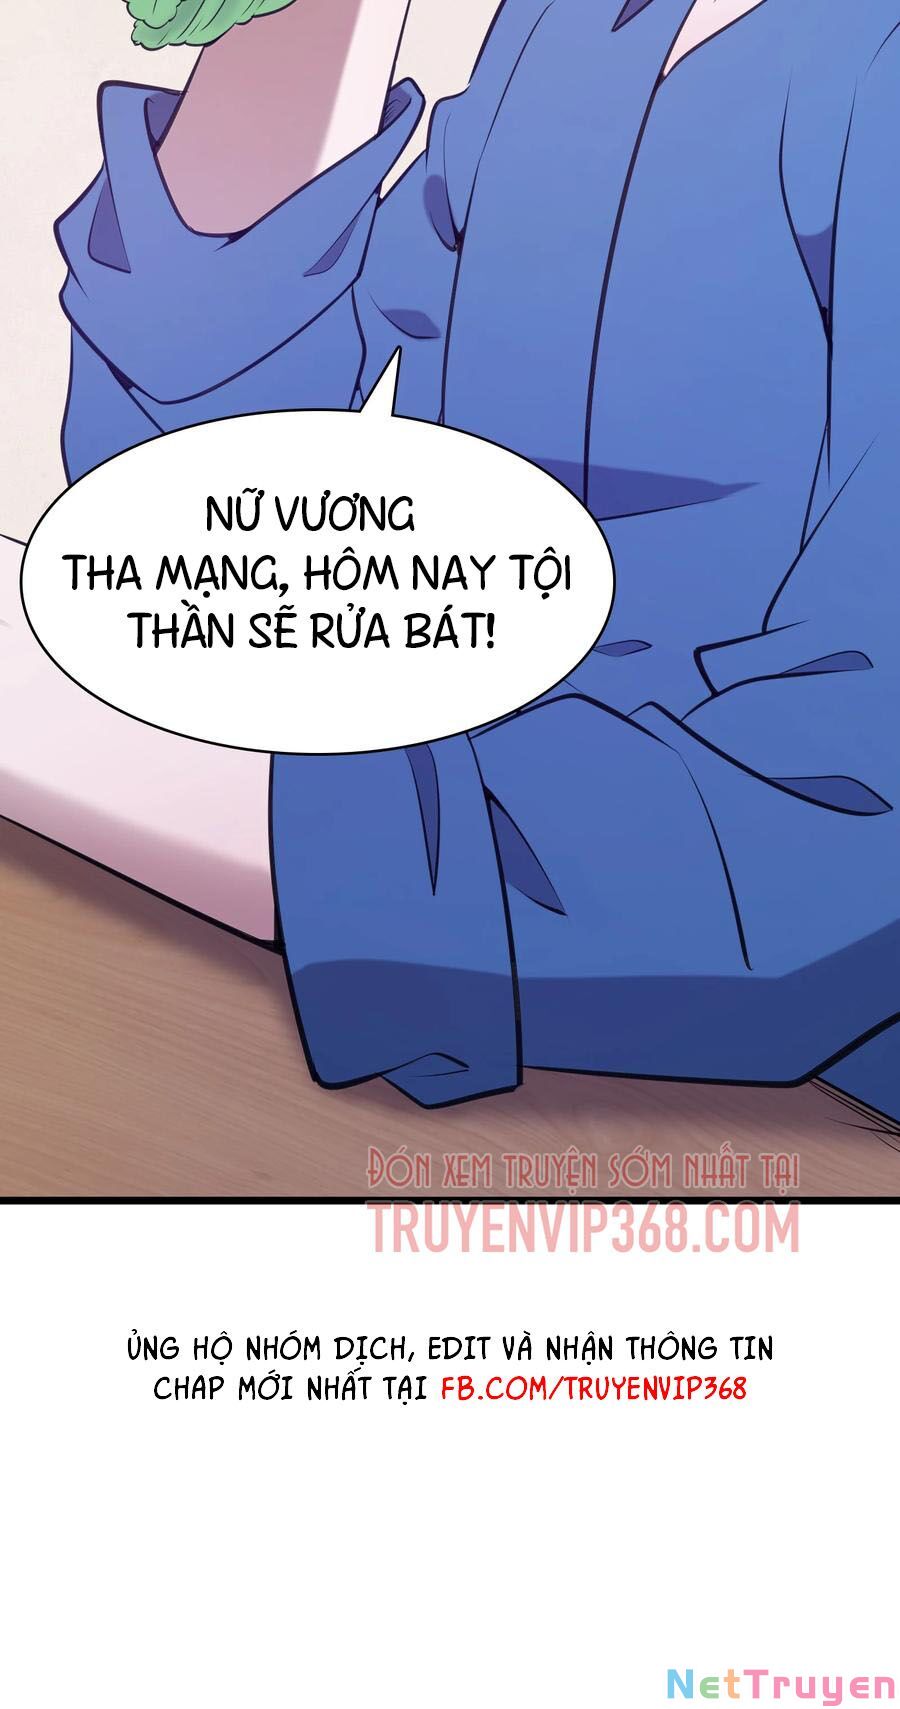 NỮ VƯƠNG
THA MẠNG, HÔM NAY TỘI
THẦN SẼ RỬA BÁT!
ĐÓN XEM TRUYỆN SỚM NHẤT TẠI
TRUYENVIP368.COM
ỦNG HỘ NHÓM DỊCH, EDIT VÀ NHẬN THÔNG TIN
CHAP MỚI NHẤT TẠI FB.COM/TRUYENVIP368
NetTruyen